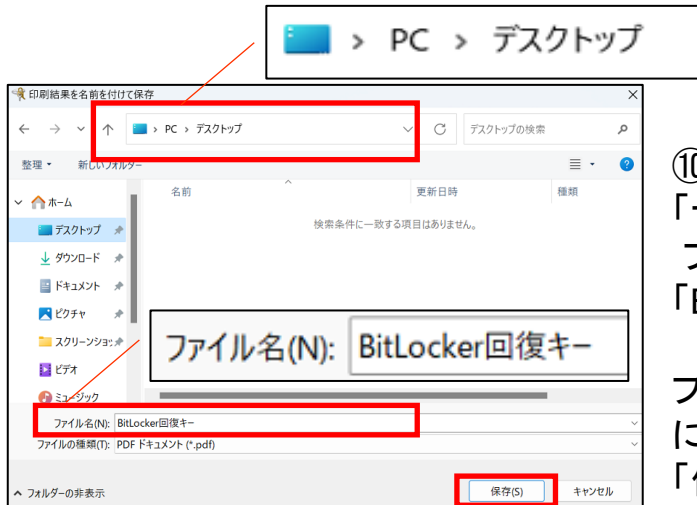 > PC > デスクトップ
印刷結果を名前を付けて保存
> PC > デスクトップ
デスクトップの検索
整理 新しいフォルダー
名前 更新日時 種類
検索条件に一致する項目はありません。
ホーム
デスクトップ
ダウンロード
ドキュメント
ピクチャ
スクリーンショ
ビデオ
ミュージック
ファイル名(N): BitLocker回復キー
ファイル名(N): BitLocker回復キー
ファイルの種類(T): PDF ドキュメント (*.pdf)
フォルダーの非表示
保存(S) キャンセル
⑩
「
フ
「
フ
に
「